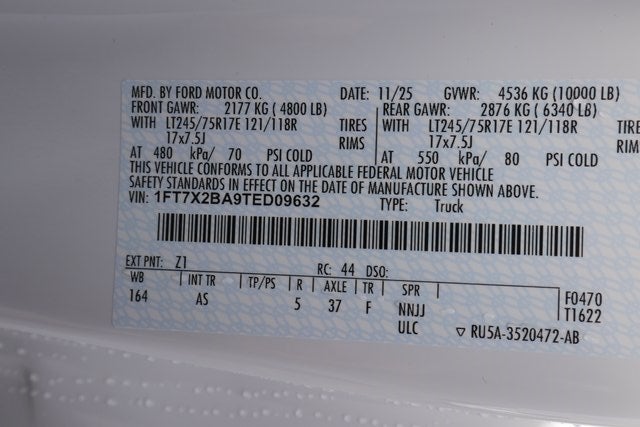 MFD. BY FORD MOTOR CO. DATE: 11/25 GVWR: 4536 KG (10000 LB)
FRONT GAWR: 2177 KG ( 4800 LB) REAR GAWR: 2876 KG ( 6340 LB)
WITH LT245/75R17E 121/118R TIRES WITH LT245/75R17E 121/118R TIRE
17x7.5J RIMS 17x7.5J RIM
AT 480 kPa/ 70 PSI COLD AT 550 kPa/ 80 PSI COLD
THIS VEHICLE CONFORMS TO ALL APPLICABLE FEDERAL MOTOR VEHICLE
SAFETY STANDARDS IN EFFECT ON THE DATE OF MANUFACTURE SHOWN ABOVE.
VIN: 1FT7X2BA9TED09632 TYPE: Truck
EXT PNT: Z1 RC: 44 DSO:
WB INT TR TP/PS R AXLE TR SPR F0470
164 AS 5 37 F NNJJ T1622
ULC ▽ RU5A-3520472-AB